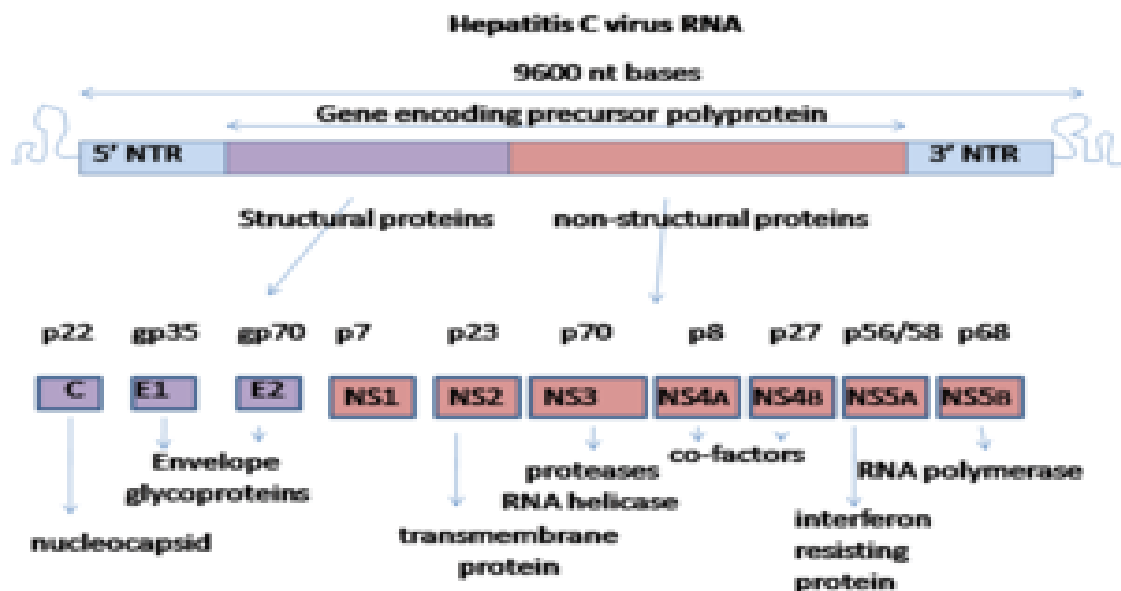 Hepatitis C virus RNA
9600 nt bases
Gene encoding precursor polyprotein
5' NTR 3' NTR
Structural proteins non-structural proteins
p22 gp35 gp70 p7 p23 p70 p8 p27 p56/58 p68
C E1 E2 NS1 NS2 NS3 NS4A NS4B NS5A NS5B
Envelope
glycoproteins
nucleocapsid
transmembrane
protein
proteases
RNA helicase
co-factors
interferon
resisting
protein
RNA polymerase